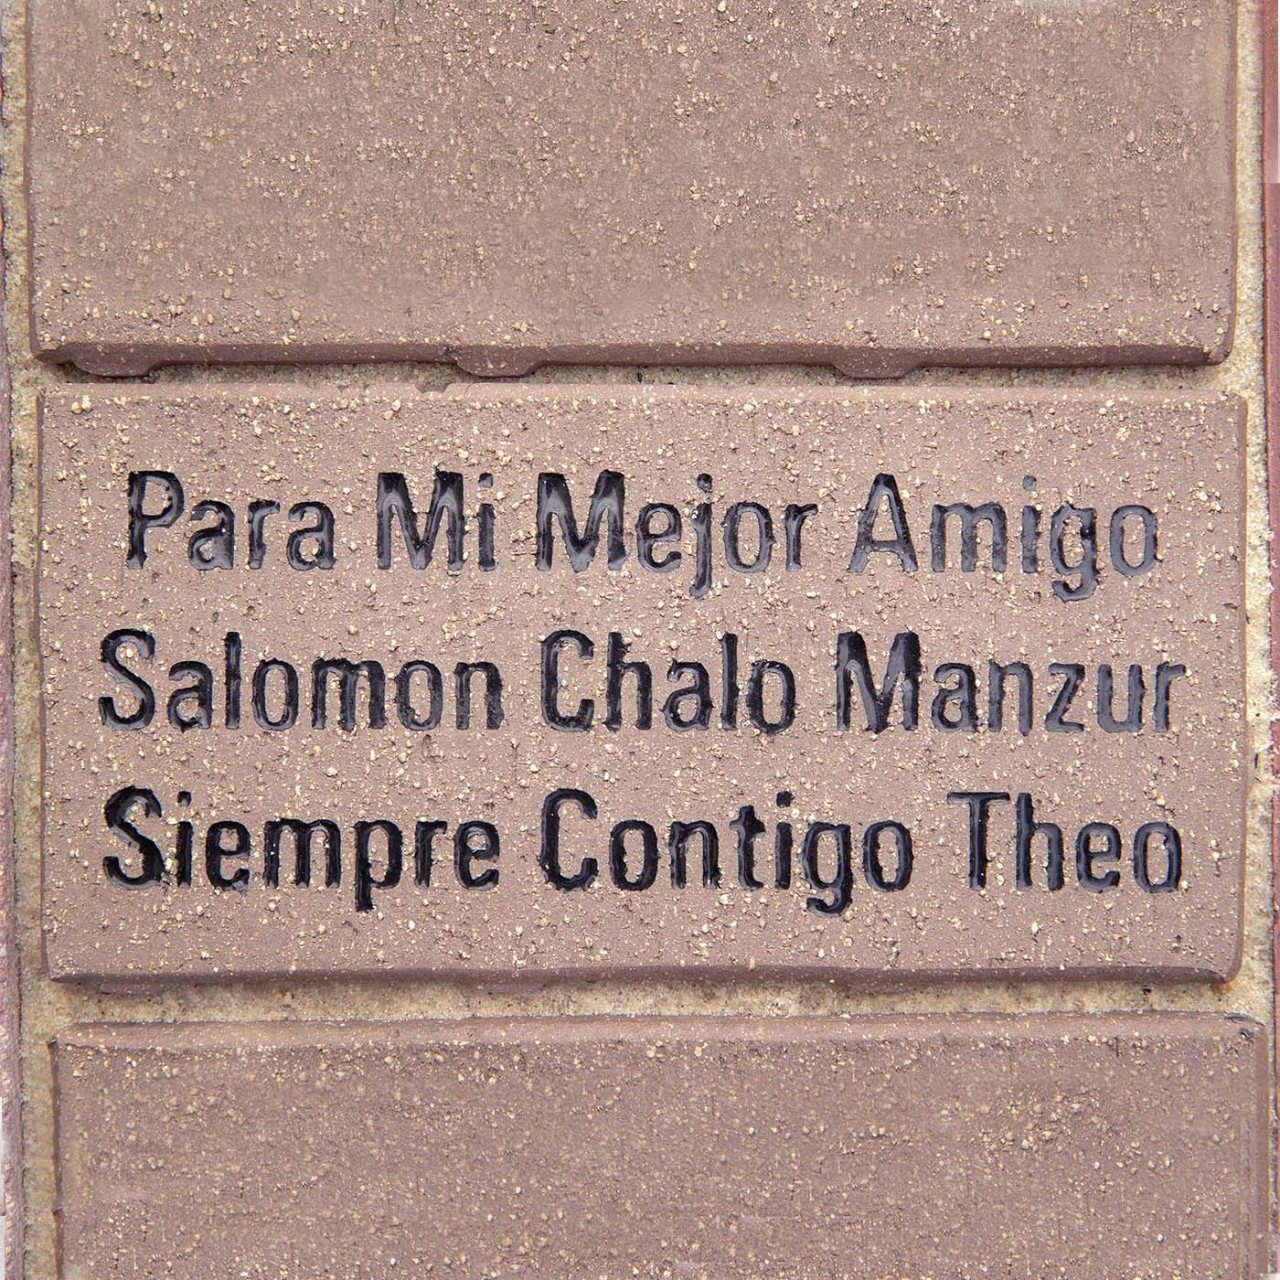 Para Mi Mejor Amigo
Salomon Chalo Manzur
Siempre Contigo Theo